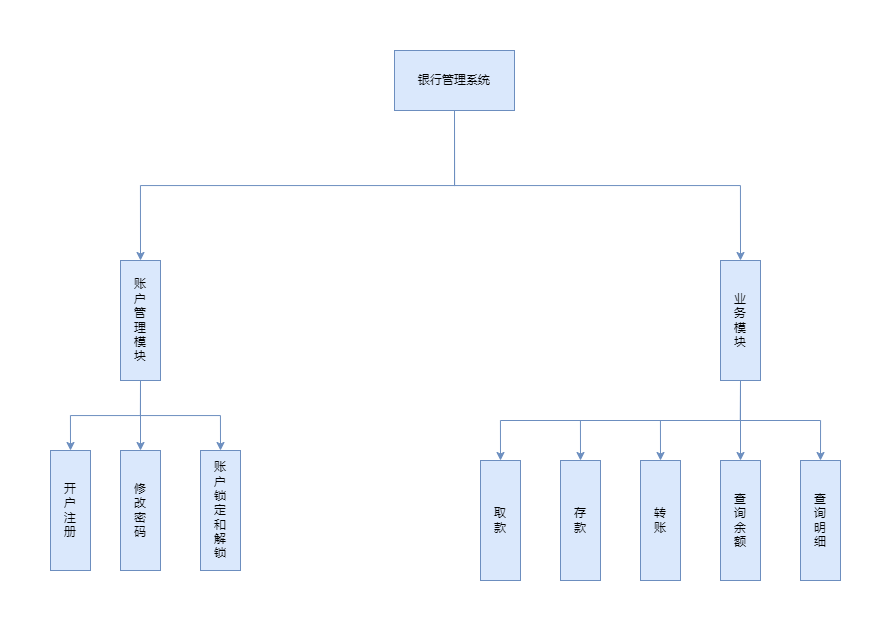 银行管理系统
账户管理模块
业务模块
开户注册
修改密码
账户锁定和解锁
取款
存款
转账
查询余额
查询明细